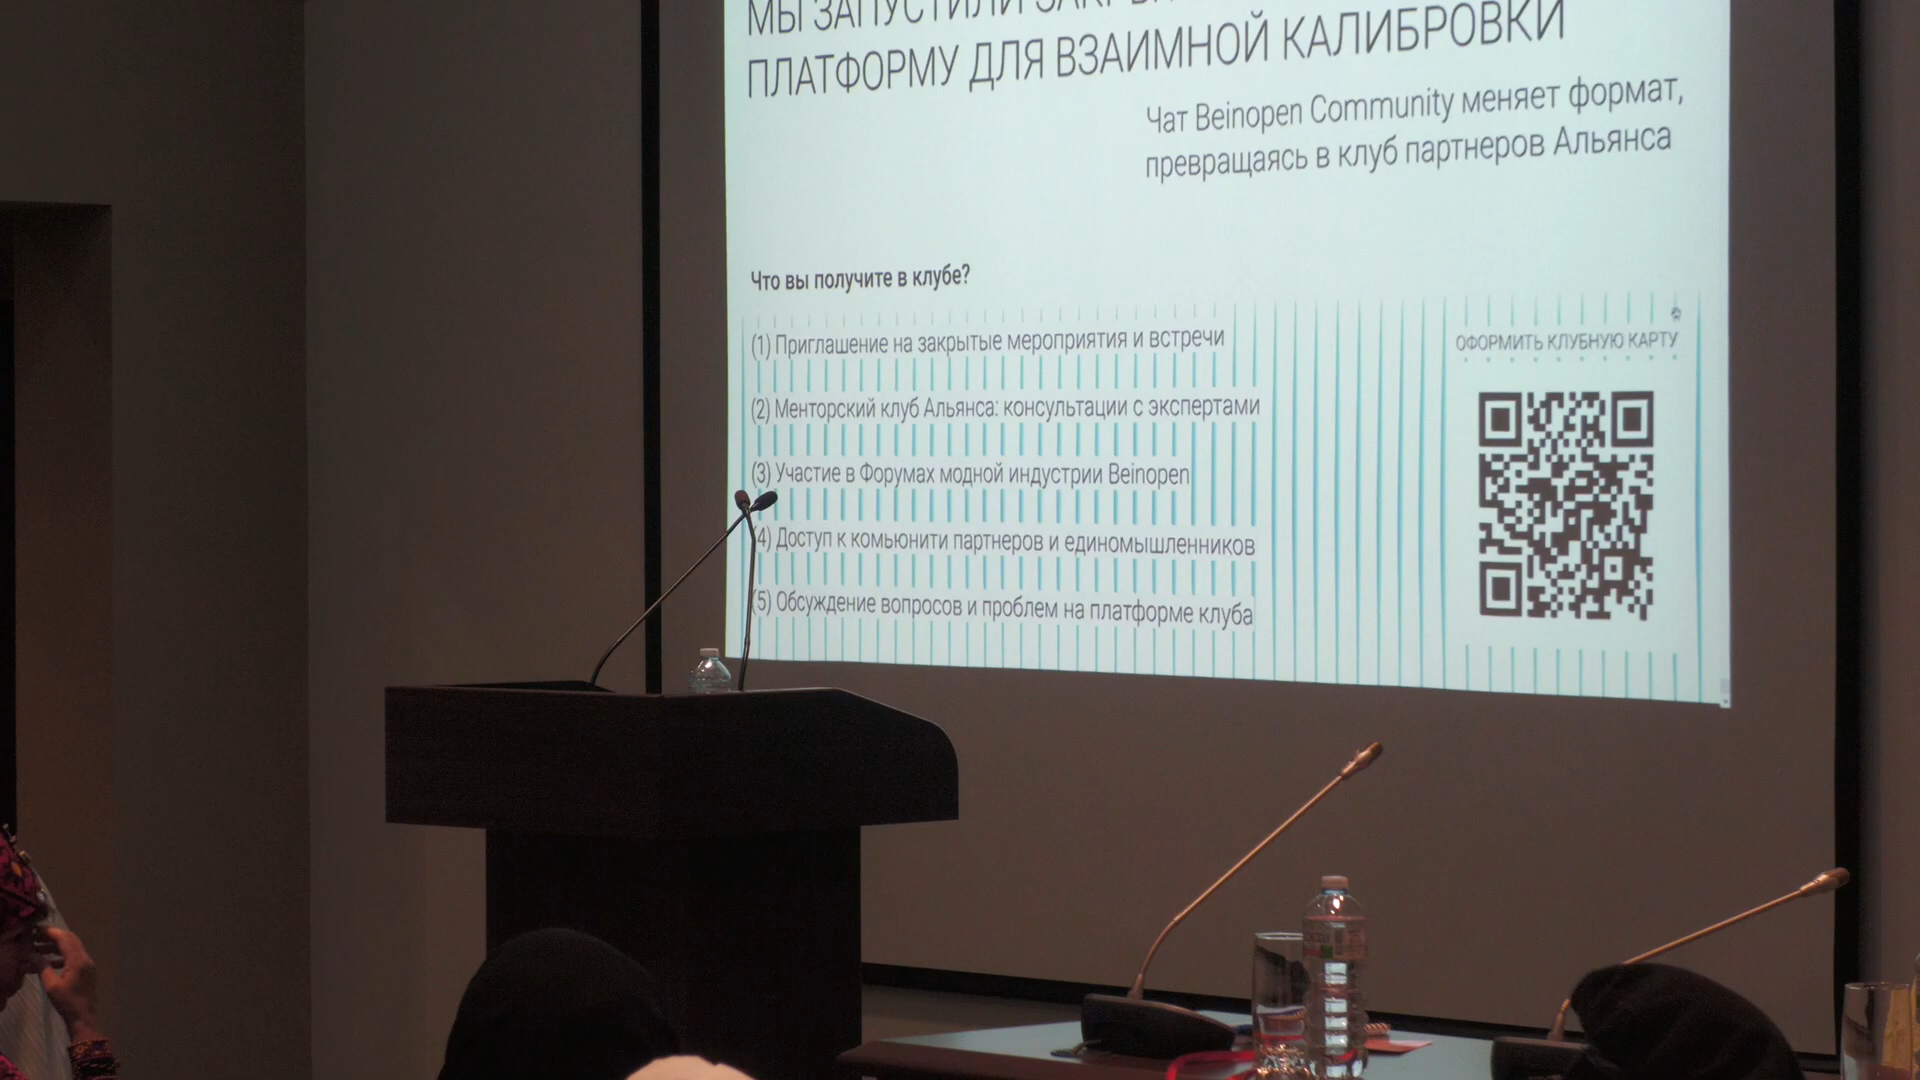 МЫ ЗАПУСТИЛИ
ПЛАТФОРМУ ДЛЯ ВЗАИМНОЙ КАЛИБРОВКИ
Чат Beinopen Community меняет формат,
превращаясь в клуб партнеров Альянса
Что вы получите в клубе?
(1) Приглашение на закрытые мероприятия и встречи
(2) Менторский клуб Альянса: консультации с экспертами
(3) Участие в Форумах модной индустрии Beinopen
(4) Доступ к комьюнити партнеров и единомышленников
(5) Обсуждение вопросов и проблем на платформе клуба
ОФОРМИТЬ КЛУБНУЮ КАРТУ